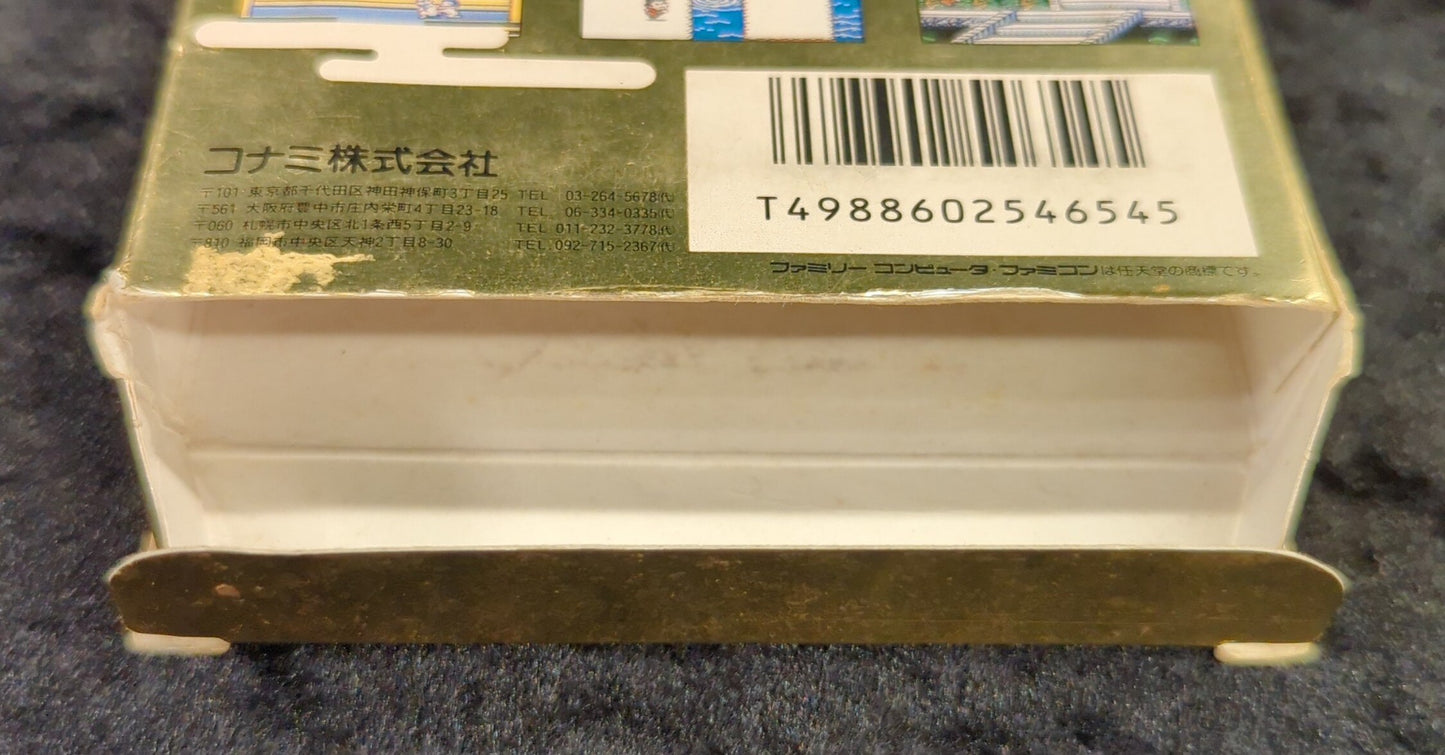 コナミ株式会社
〒101 東京都千代田区神田神保町3丁目25 TEL 03-264-5678㈹
〒561 大阪府豊中市庄内栄町4丁目23-18 TEL. 06-334-0335㈹
〒060 札幌市中央区北1条西5丁目2-9 TEL 011-232-3778㈹
〒810 福岡市中央区天神2丁目8-30 TEL.092-715-2367㈹
T4988602546545
ファミリー コンピュータ・ファミコンは任天堂の商標です。